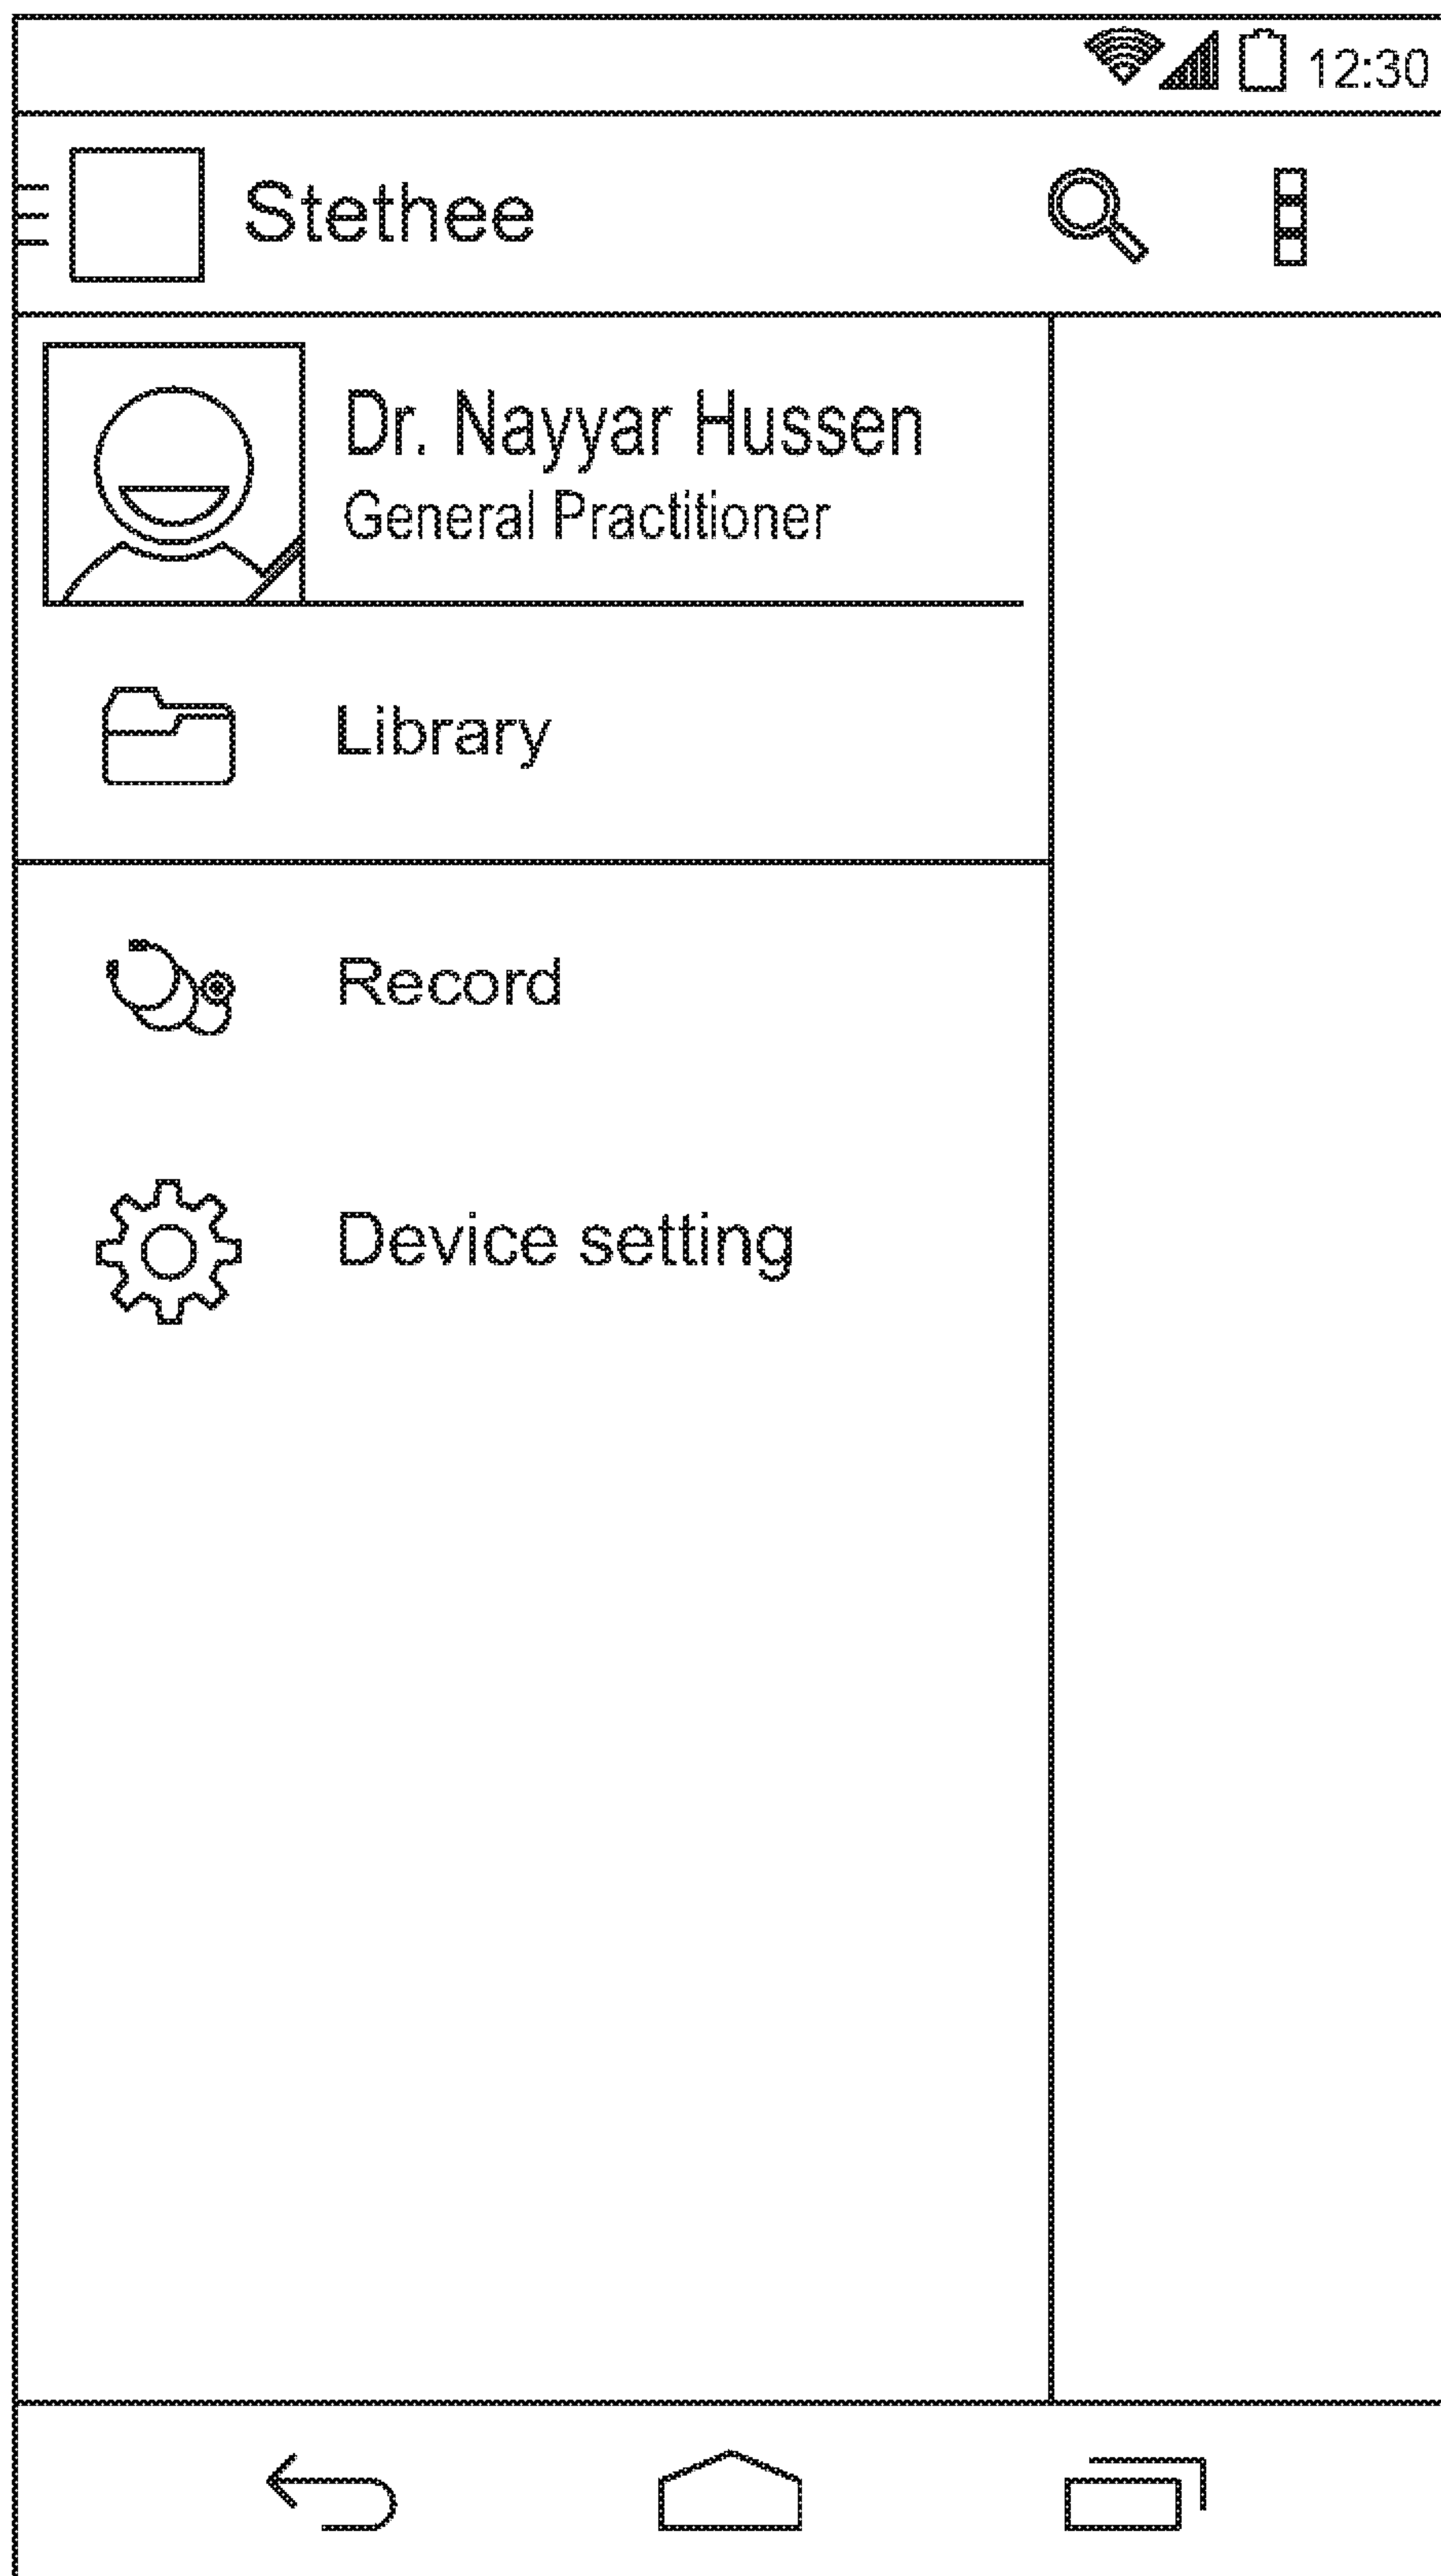 12:30
Stethee
Dr. Nayyar Hussen
General Practitioner
Library
Record
Device setting